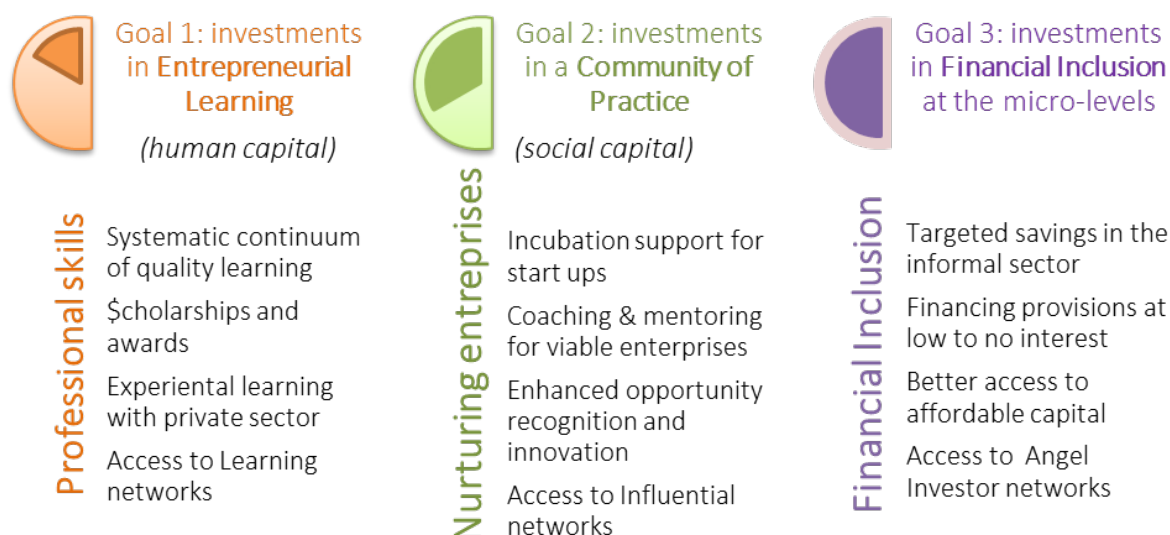 Goal 1: investments
in Entrepreneurial
Learning
(human capital)
Professional skills
Systematic continuum
of quality learning
$cholarships and
awards
Experiental learning
with private sector
Access to Learning
networks
Goal 2: investments
in a Community of
Practice
(social capital)
Nurturing entreprises
Incubation support for
start ups
Coaching & mentoring
for viable enterprises
Enhanced opportunity
recognition and
innovation
Access to Influential
networks
Goal 3: investments
in Financial Inclusion
at the micro-levels
Financial Inclusion
Targeted savings in the
informal sector
Financing provisions at
low to no interest
Better access to
affordable capital
Access to Angel
Investor networks